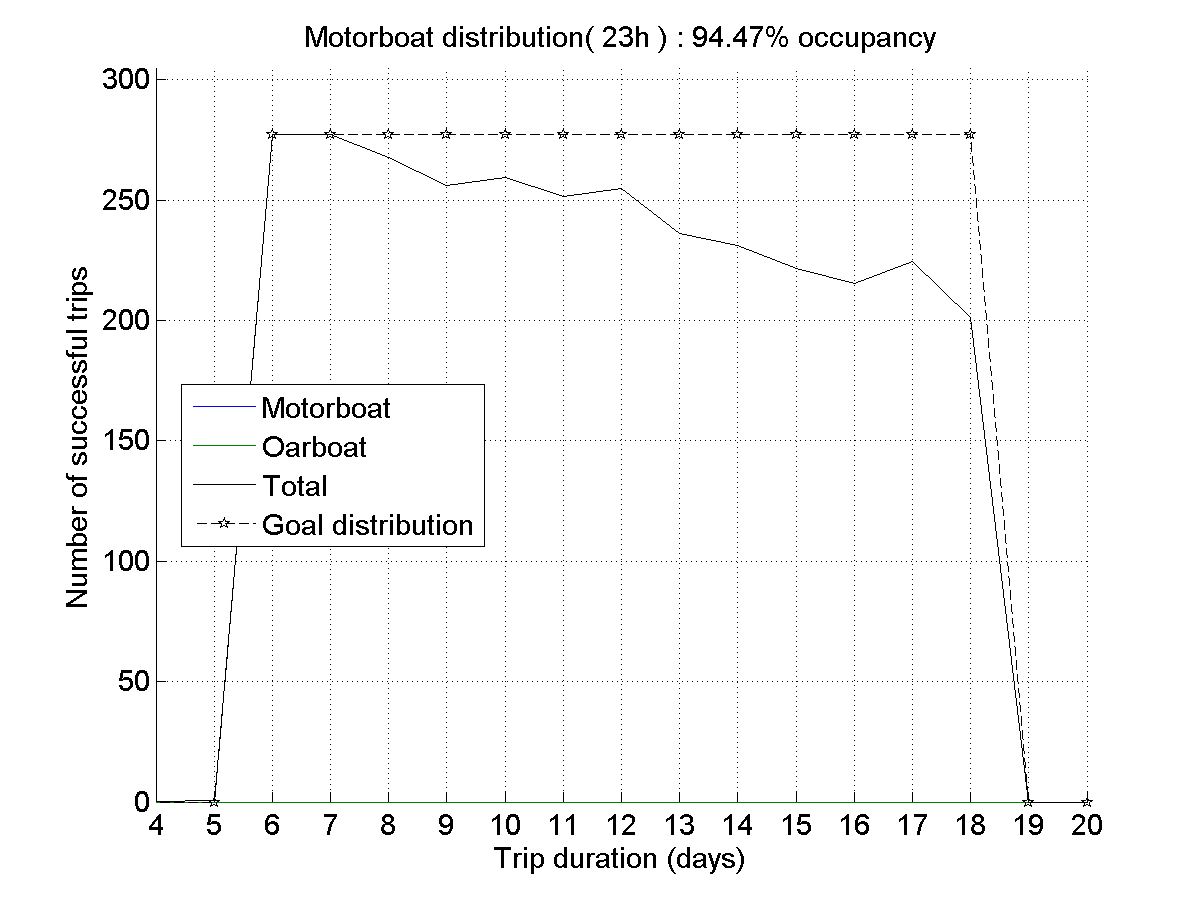 Motorboat distribution( 23h ) : 94.47% occupancy
300
250
200
150
100
50
0
Number of successful trips
Motorboat
Oarboat
Total
Goal distribution
4 5 6 7 8 9 10 11 12 13 14 15 16 17 18 19 20
Trip duration (days)